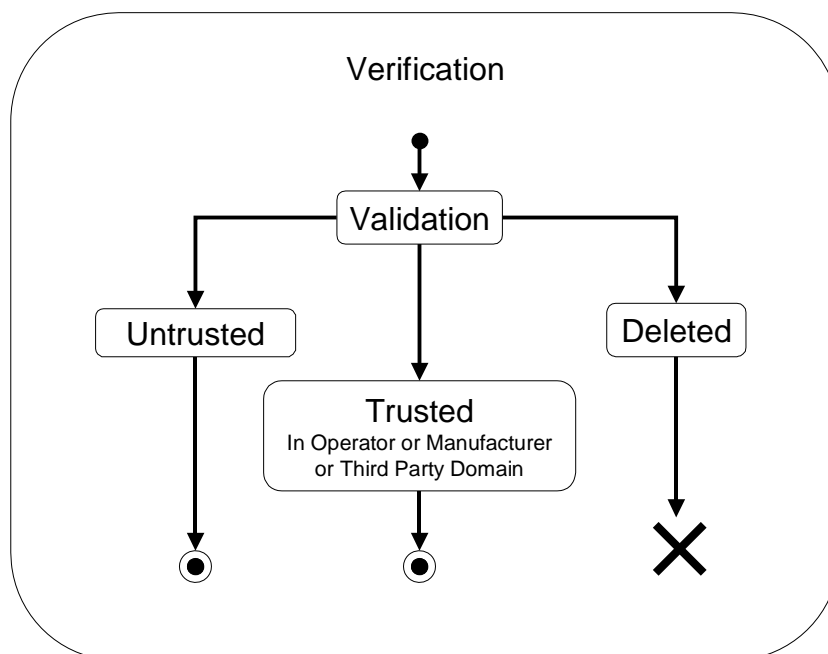 Verification
Validation
Untrusted
Deleted
Trusted
In Operator or Manufacturer
or Third Party Domain